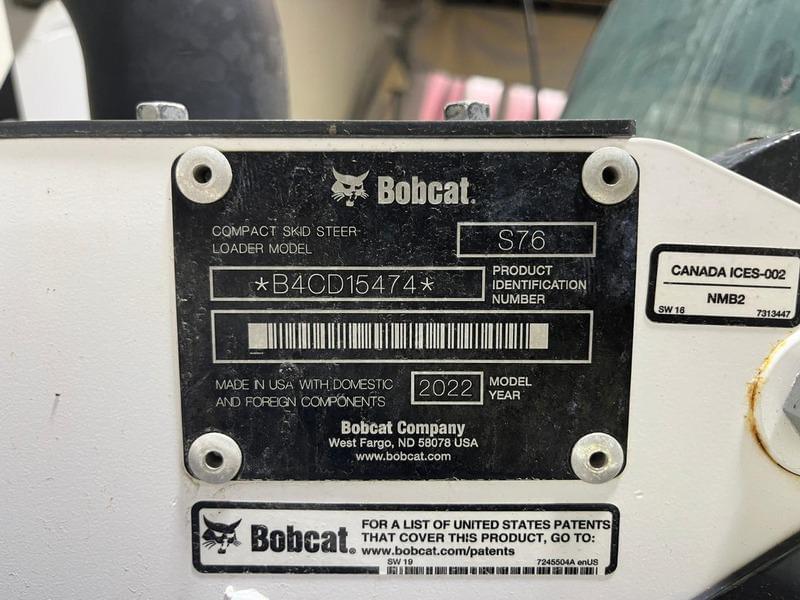 Bobcat.
COMPACT SKID STEER
LOADER MODEL
S76
*B4CD15474*
PRODUCT
IDENTIFICATION
NUMBER
MADE IN USA WITH DOMESTIC
AND FOREIGN COMPONENTS
2022
MODEL
YEAR
Bobcat Company
West Fargo, ND 58078 USA
www.bobcat.com
CANADA ICES-002
NMB2
SW 16 7313447
Bobcat.
FOR A LIST OF UNITED STATES PATENTS
THAT COVER THIS PRODUCT, GO TO:
www.bobcat.com/patents
SW 19 7245504A enUS